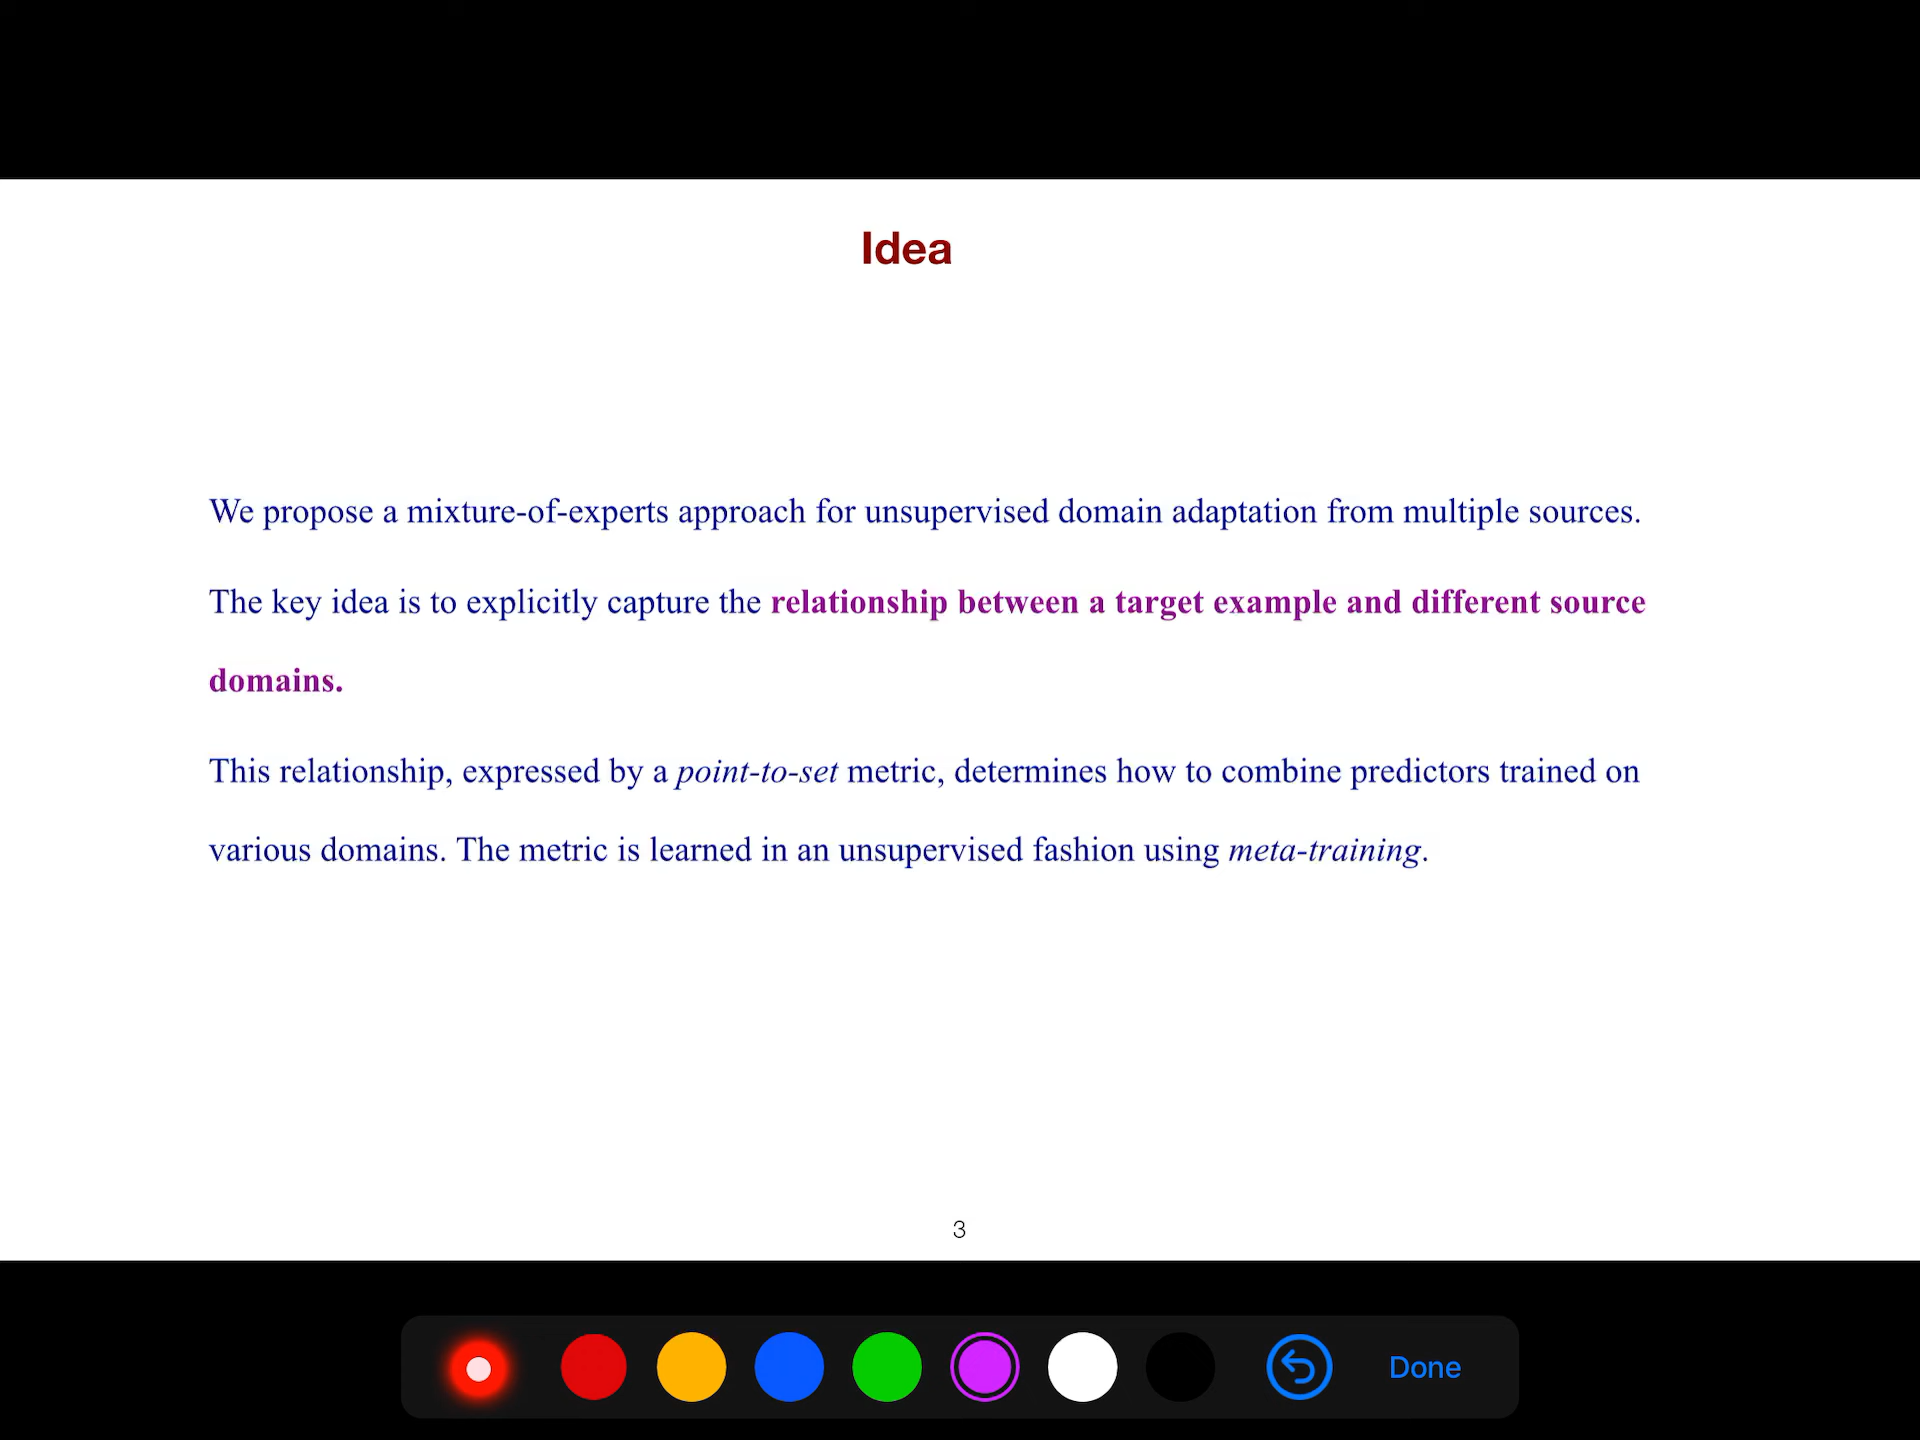 Idea
We propose a mixture-of-experts approach for unsupervised domain adaptation from multiple sources.
The key idea is to explicitly capture the relationship between a target example and different source
domains.
This relationship, expressed by a point-to-set metric, determines how to combine predictors trained on
various domains. The metric is learned in an unsupervised fashion using meta-training.
3
Done